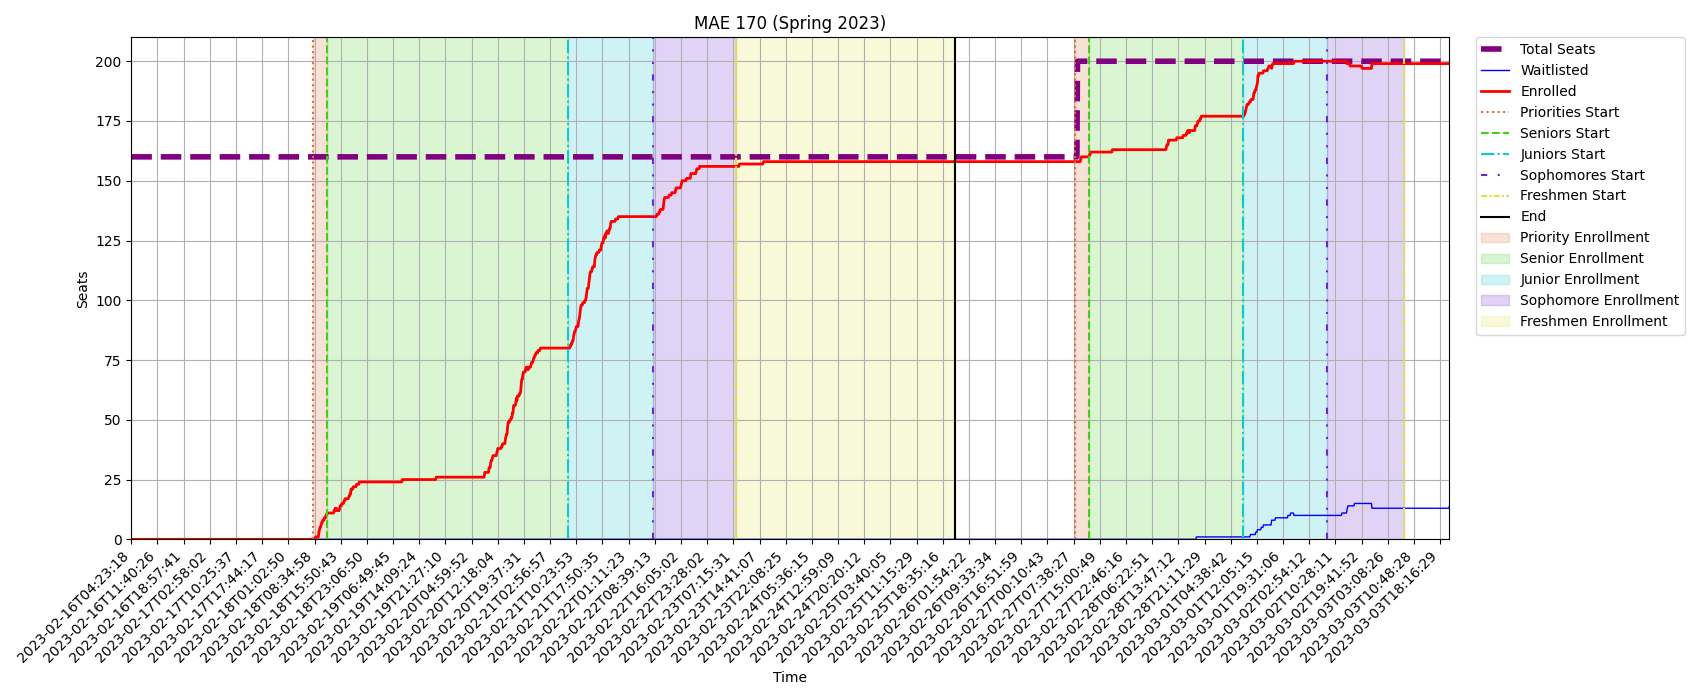 MAE 170 (Spring 2023)
Seats
200
175
150
125
100
75
50
25
0
2023-02-16T04:23:18
2023-02-16T11:40:26
2023-02-16T18:57:41
2023-02-17T02:58:02
2023-02-17T10:25:37
2023-02-17T17:44:17
2023-02-18T01:02:50
2023-02-18T08:34:58
2023-02-18T15:50:43
2023-02-18T23:06:50
2023-02-19T06:49:45
2023-02-19T14:09:24
2023-02-19T21:27:10
2023-02-20T04:59:52
2023-02-20T12:18:04
2023-02-20T19:37:31
2023-02-21T02:56:57
2023-02-21T10:23:53
2023-02-21T17:50:35
2023-02-22T01:11:23
2023-02-22T08:39:13
2023-02-22T16:05:02
2023-02-22T23:28:02
2023-02-23T07:15:31
2023-02-23T14:41:07
2023-02-23T22:08:25
2023-02-24T05:36:15
2023-02-24T12:59:09
2023-02-24T20:20:12
2023-02-25T03:40:05
2023-02-25T11:15:29
2023-02-25T18:35:16
2023-02-26T01:54:22
2023-02-26T09:33:34
2023-02-26T16:51:59
2023-02-27T00:10:43
2023-02-27T07:38:27
2023-02-27T15:00:49
2023-02-27T22:46:16
2023-02-28T06:22:51
2023-02-28T13:47:12
2023-02-28T21:11:29
2023-03-01T04:38:42
2023-03-01T12:05:15
2023-03-01T19:31:06
2023-03-02T02:54:12
2023-03-02T10:28:11
2023-03-02T19:41:52
2023-03-03T03:08:26
2023-03-03T10:48:28
2023-03-03T18:16:29
Time
Total Seats
Waitlisted
Enrolled
Priorities Start
Seniors Start
Juniors Start
Sophomores Start
Freshmen Start
End
Priority Enrollment
Senior Enrollment
Junior Enrollment
Sophomore Enrollment
Freshmen Enrollment